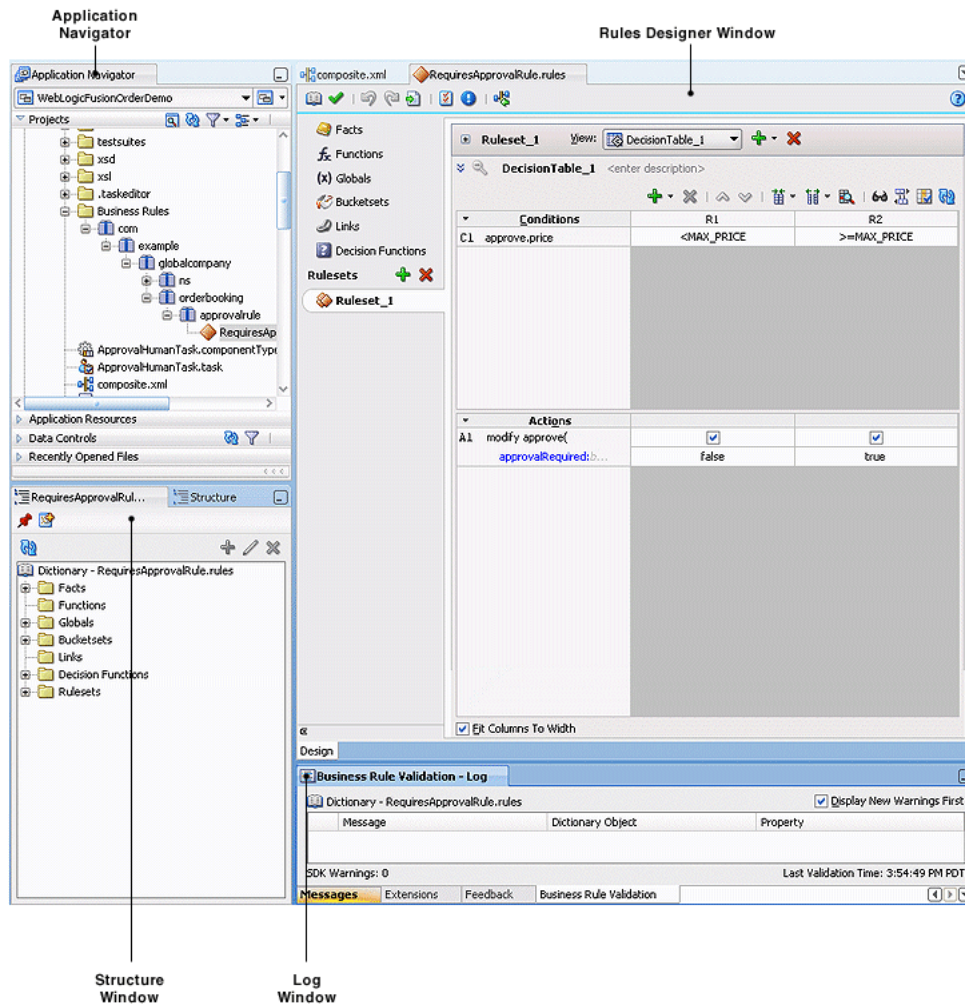 Application
Navigator
Rules Designer Window
Application Navigator
WebLogicFusionOrderDemo
Projects
testsuites
xsd
xsl
.taskeditor
Business Rules
com
example
globalcompany
ns
orderbooking
approvalrule
RequiresAp
ApprovalHumanTask.componentType
ApprovalHumanTask.task
composite.xml
Application Resources
Data Controls
Recently Opened Files
RequiresApprovalRul...
Structure
Dictionary - RequiresApprovalRule.rules
Facts
Functions
Globals
Bucketsets
Links
Decision Functions
Rulesets
composite.xml
RequiresApprovalRule.rules
Facts
Functions
(x) Globals
Bucketsets
Links
Decision Functions
Rulesets
Ruleset_1
Ruleset_1 View: DecisionTable_1
DecisionTable_1 <enter description>
Conditions R1 R2
C1 approve.price <MAX_PRICE >=MAX_PRICE
Actions
A1 modify approve(
approvalRequired:b... false true
Fit Columns To Width
Design
Business Rule Validation - Log
Dictionary - RequiresApprovalRule.rules Display New Warnings First
Message Dictionary Object Property
SDK Warnings: 0 Last Validation Time: 3:54:49 PM PDT
Messages Extensions Feedback Business Rule Validation
Structure
Window
Log
Window